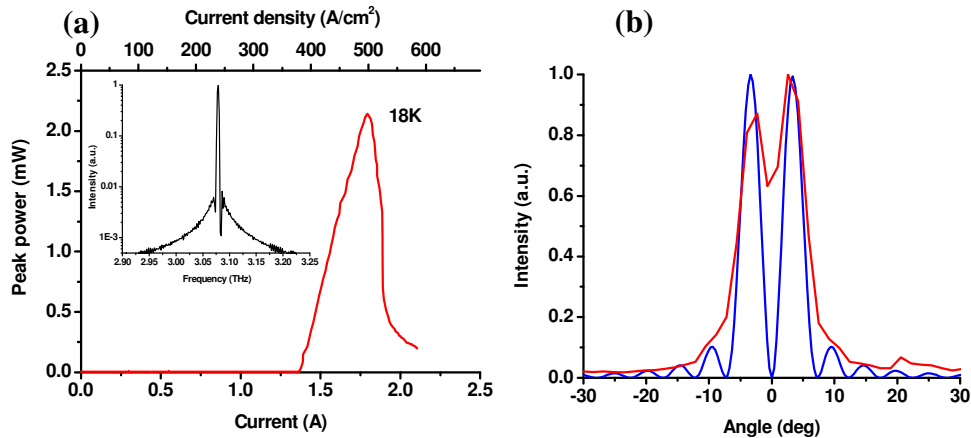 (a)
Current density (A/cm²)
0 100 200 300 400 500 600
2.5
2.0
1.5
1.0
0.5
0.0
Peak power (mW)
18K
1
0.1
0.01
1E-3
Intensity (a.u.)
2.90 2.95 3.00 3.05 3.10 3.15 3.20 3.25
Frequency (THz)
0.0 0.5 1.0 1.5 2.0 2.5
Current (A)
(b)
1.0
0.8
0.6
0.4
0.2
0.0
Intensity (a.u.)
-30 -20 -10 0 10 20 30
Angle (deg)